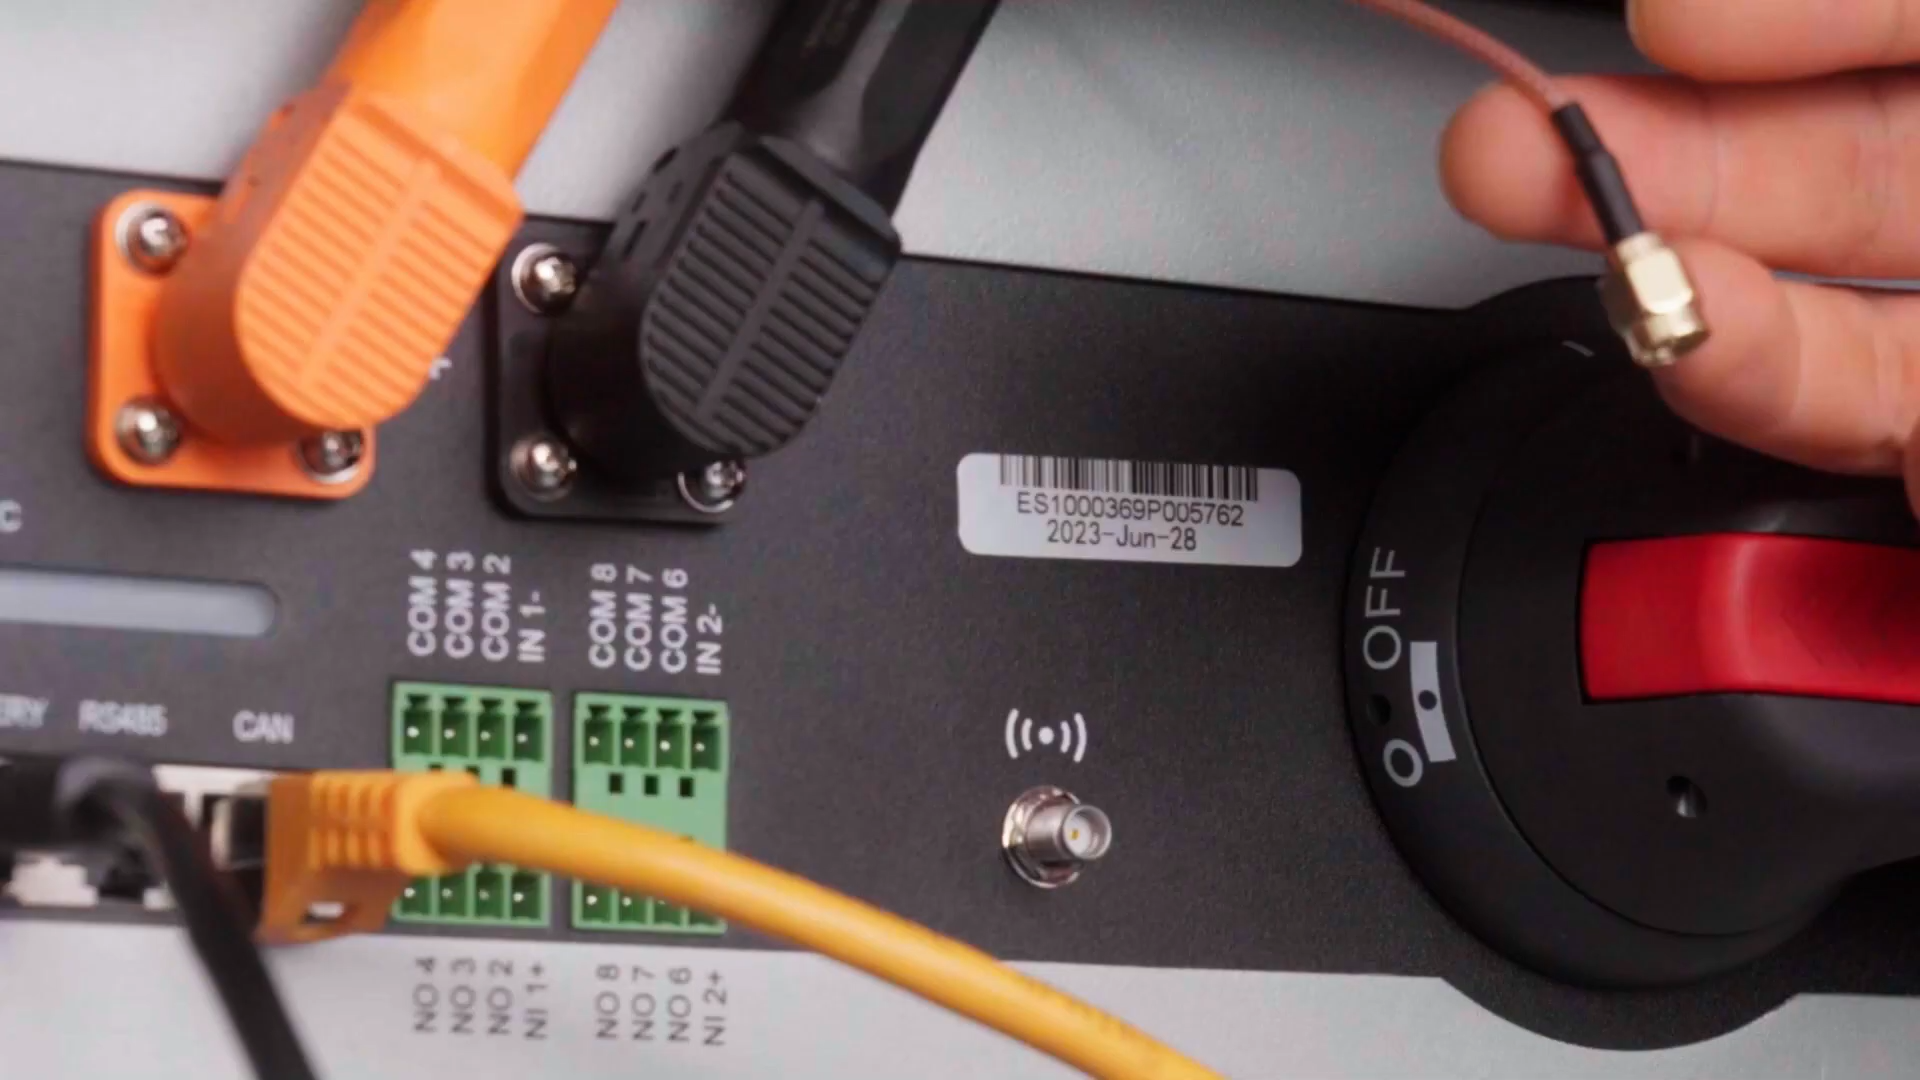 C
COM 4
COM 3
COM 2
IN 1-
COM 8
COM 7
COM 6
IN 2-
ES1000369P005762
2023-Jun-28
OFF
O
RS485
CAN
NO 4
NO 3
NO 2
NI 1+
NO 8
NO 7
NO 6
NI 2+